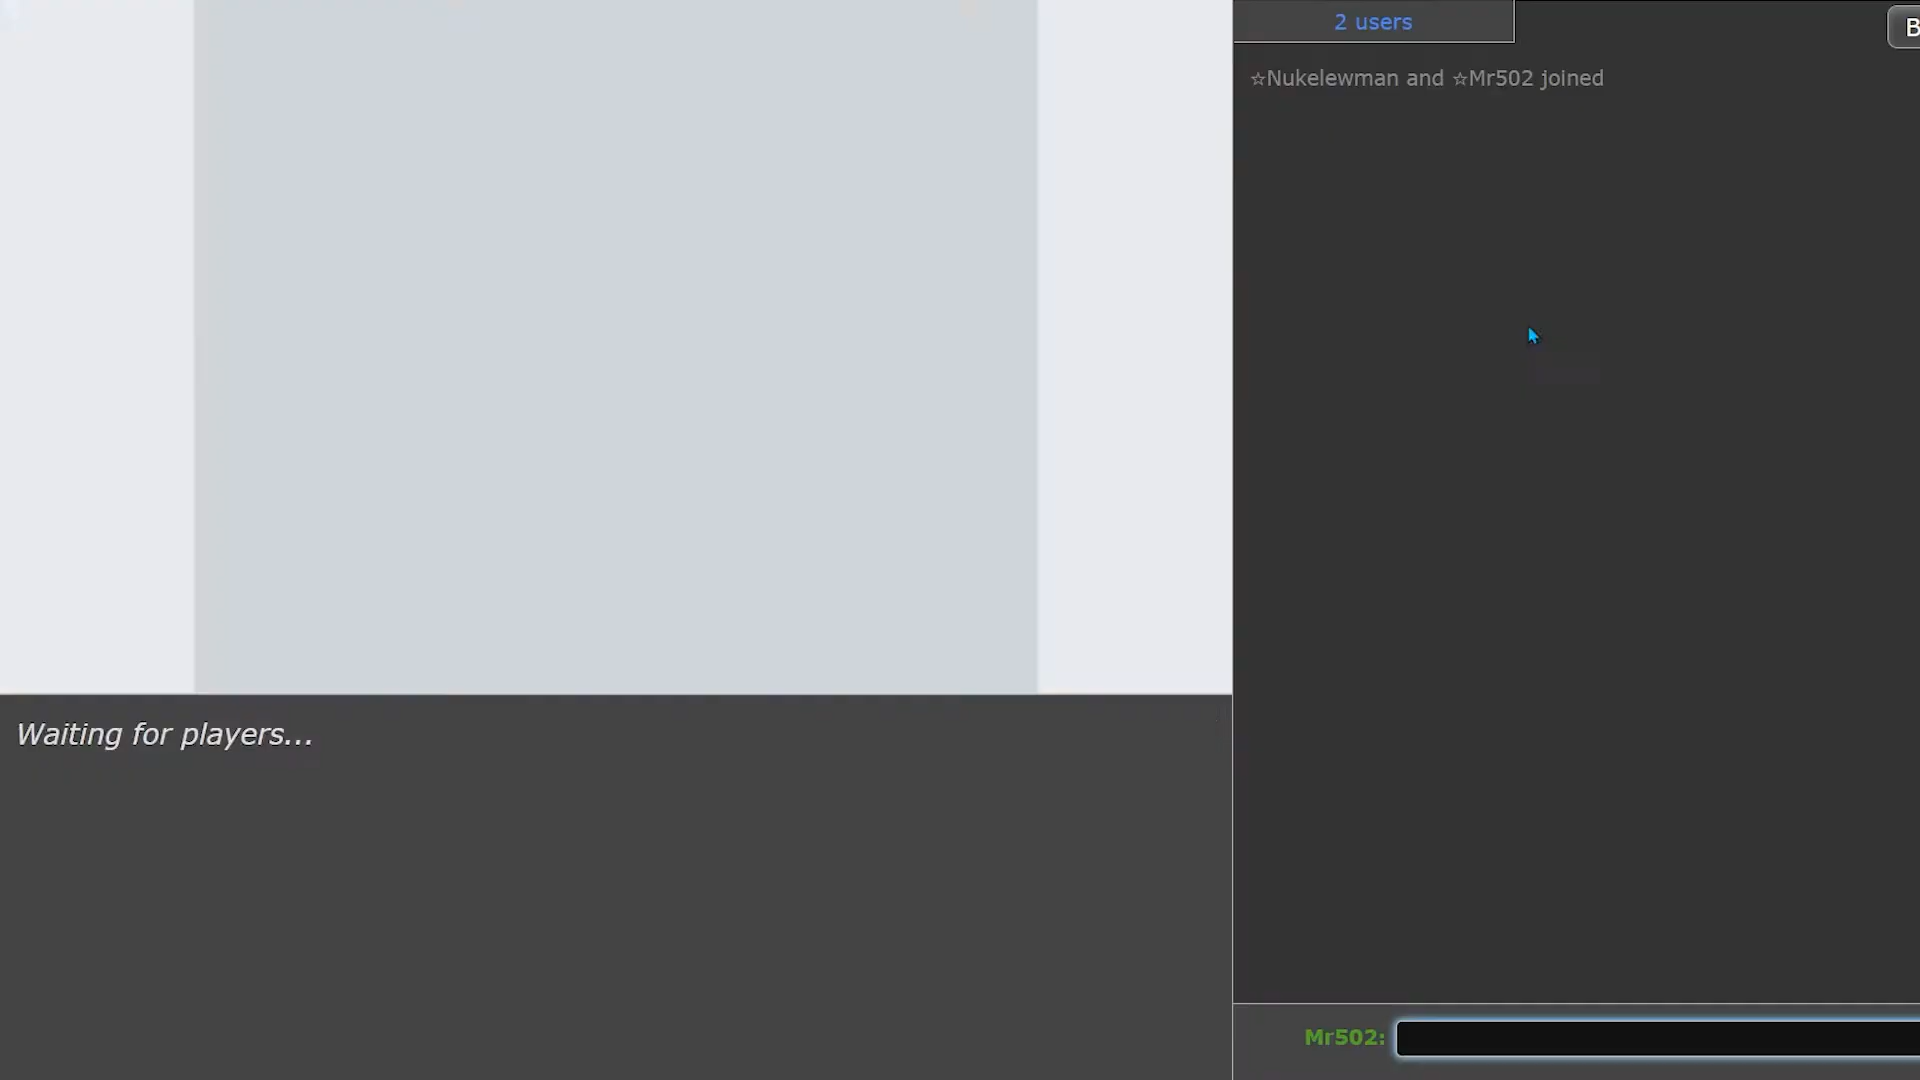 2 users
B
☆Nukelewman and ☆Mr502 joined
Waiting for players...
Mr502: